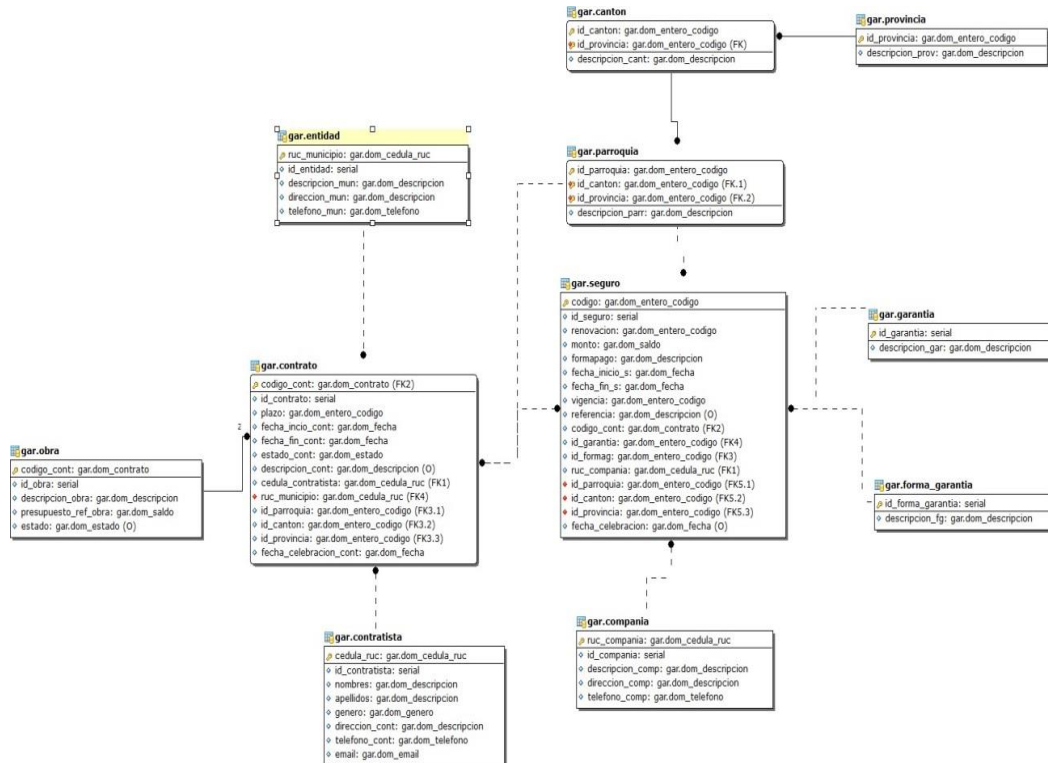 gar.canton
id_canton: gar.dom_entero_codigo
id_provincia: gar.dom_entero_codigo (FK)
descripcion_cant: gar.dom_descripcion
gar.provincia
id_provincia: gar.dom_entero_codigo
descripcion_prov: gar.dom_descripcion
gar.entidad
ruc_municipio: gar.dom_cedula_ruc
id_entidad: serial
descripcion_mun: gar.dom_descripcion
direccion_mun: gar.dom_descripcion
telefono_mun: gar.dom_telefono
gar.parroquia
id_parroquia: gar.dom_entero_codigo
id_canton: gar.dom_entero_codigo (FK.1)
id_provincia: gar.dom_entero_codigo (FK.2)
descripcion_parr: gar.dom_descripcion
gar.seguro
codigo: gar.dom_entero_codigo
id_seguro: serial
renovacion: gar.dom_entero_codigo
monto: gar.dom_saldo
formapago: gar.dom_descripcion
fecha_inicio_s: gar.dom_fecha
fecha_fin_s: gar.dom_fecha
vigencia: gar.dom_entero_codigo
referencia: gar.dom_descripcion (O)
codigo_cont: gar.dom_contrato (FK2)
id_garantia: gar.dom_entero_codigo (FK4)
id_formag: gar.dom_entero_codigo (FK3)
ruc_compania: gar.dom_cedula_ruc (FK1)
id_parroquia: gar.dom_entero_codigo (FK5.1)
id_canton: gar.dom_entero_codigo (FK5.2)
id_provincia: gar.dom_entero_codigo (FK5.3)
fecha_celebracion: gar.dom_fecha (O)
gar.garantia
id_garantia: serial
descripcion_gar: gar.dom_descripcion
gar.contrato
codigo_cont: gar.dom_contrato (FK2)
id_contrato: serial
plazo: gar.dom_entero_codigo
fecha_incio_cont: gar.dom_fecha
fecha_fin_cont: gar.dom_fecha
estado_cont: gar.dom_estado
descripcion_cont: gar.dom_descripcion (O)
cedula_contratista: gar.dom_cedula_ruc (FK1)
ruc_municipio: gar.dom_cedula_ruc (FK4)
id_parroquia: gar.dom_entero_codigo (FK3.1)
id_canton: gar.dom_entero_codigo (FK3.2)
id_provincia: gar.dom_entero_codigo (FK3.3)
fecha_celebracion_cont: gar.dom_fecha
gar.obra
codigo_cont: gar.dom_contrato
id_obra: serial
descripcion_obra: gar.dom_descripcion
presupuesto_ref_obra: gar.dom_saldo
estado: gar.dom_estado (O)
gar.forma_garantia
id_forma_garantia: serial
descripcion_fg: gar.dom_descripcion
gar.contratista
cedula_ruc: gar.dom_cedula_ruc
id_contratista: serial
nombres: gar.dom_descripcion
apellidos: gar.dom_descripcion
genero: gar.dom_genero
direccion_cont: gar.dom_descripcion
telefono_cont: gar.dom_telefono
email: gar.dom_email
gar.compania
ruc_compania: gar.dom_cedula_ruc
id_compania: serial
descripcion_comp: gar.dom_descripcion
direccion_comp: gar.dom_descripcion
telefono_comp: gar.dom_telefono